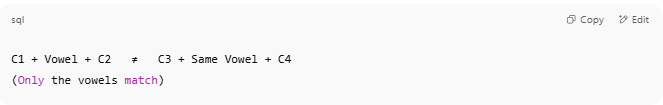 sql Copy Edit
C1 + Vowel + C2 ≠ C3 + Same Vowel + C4
(Only the vowels match)